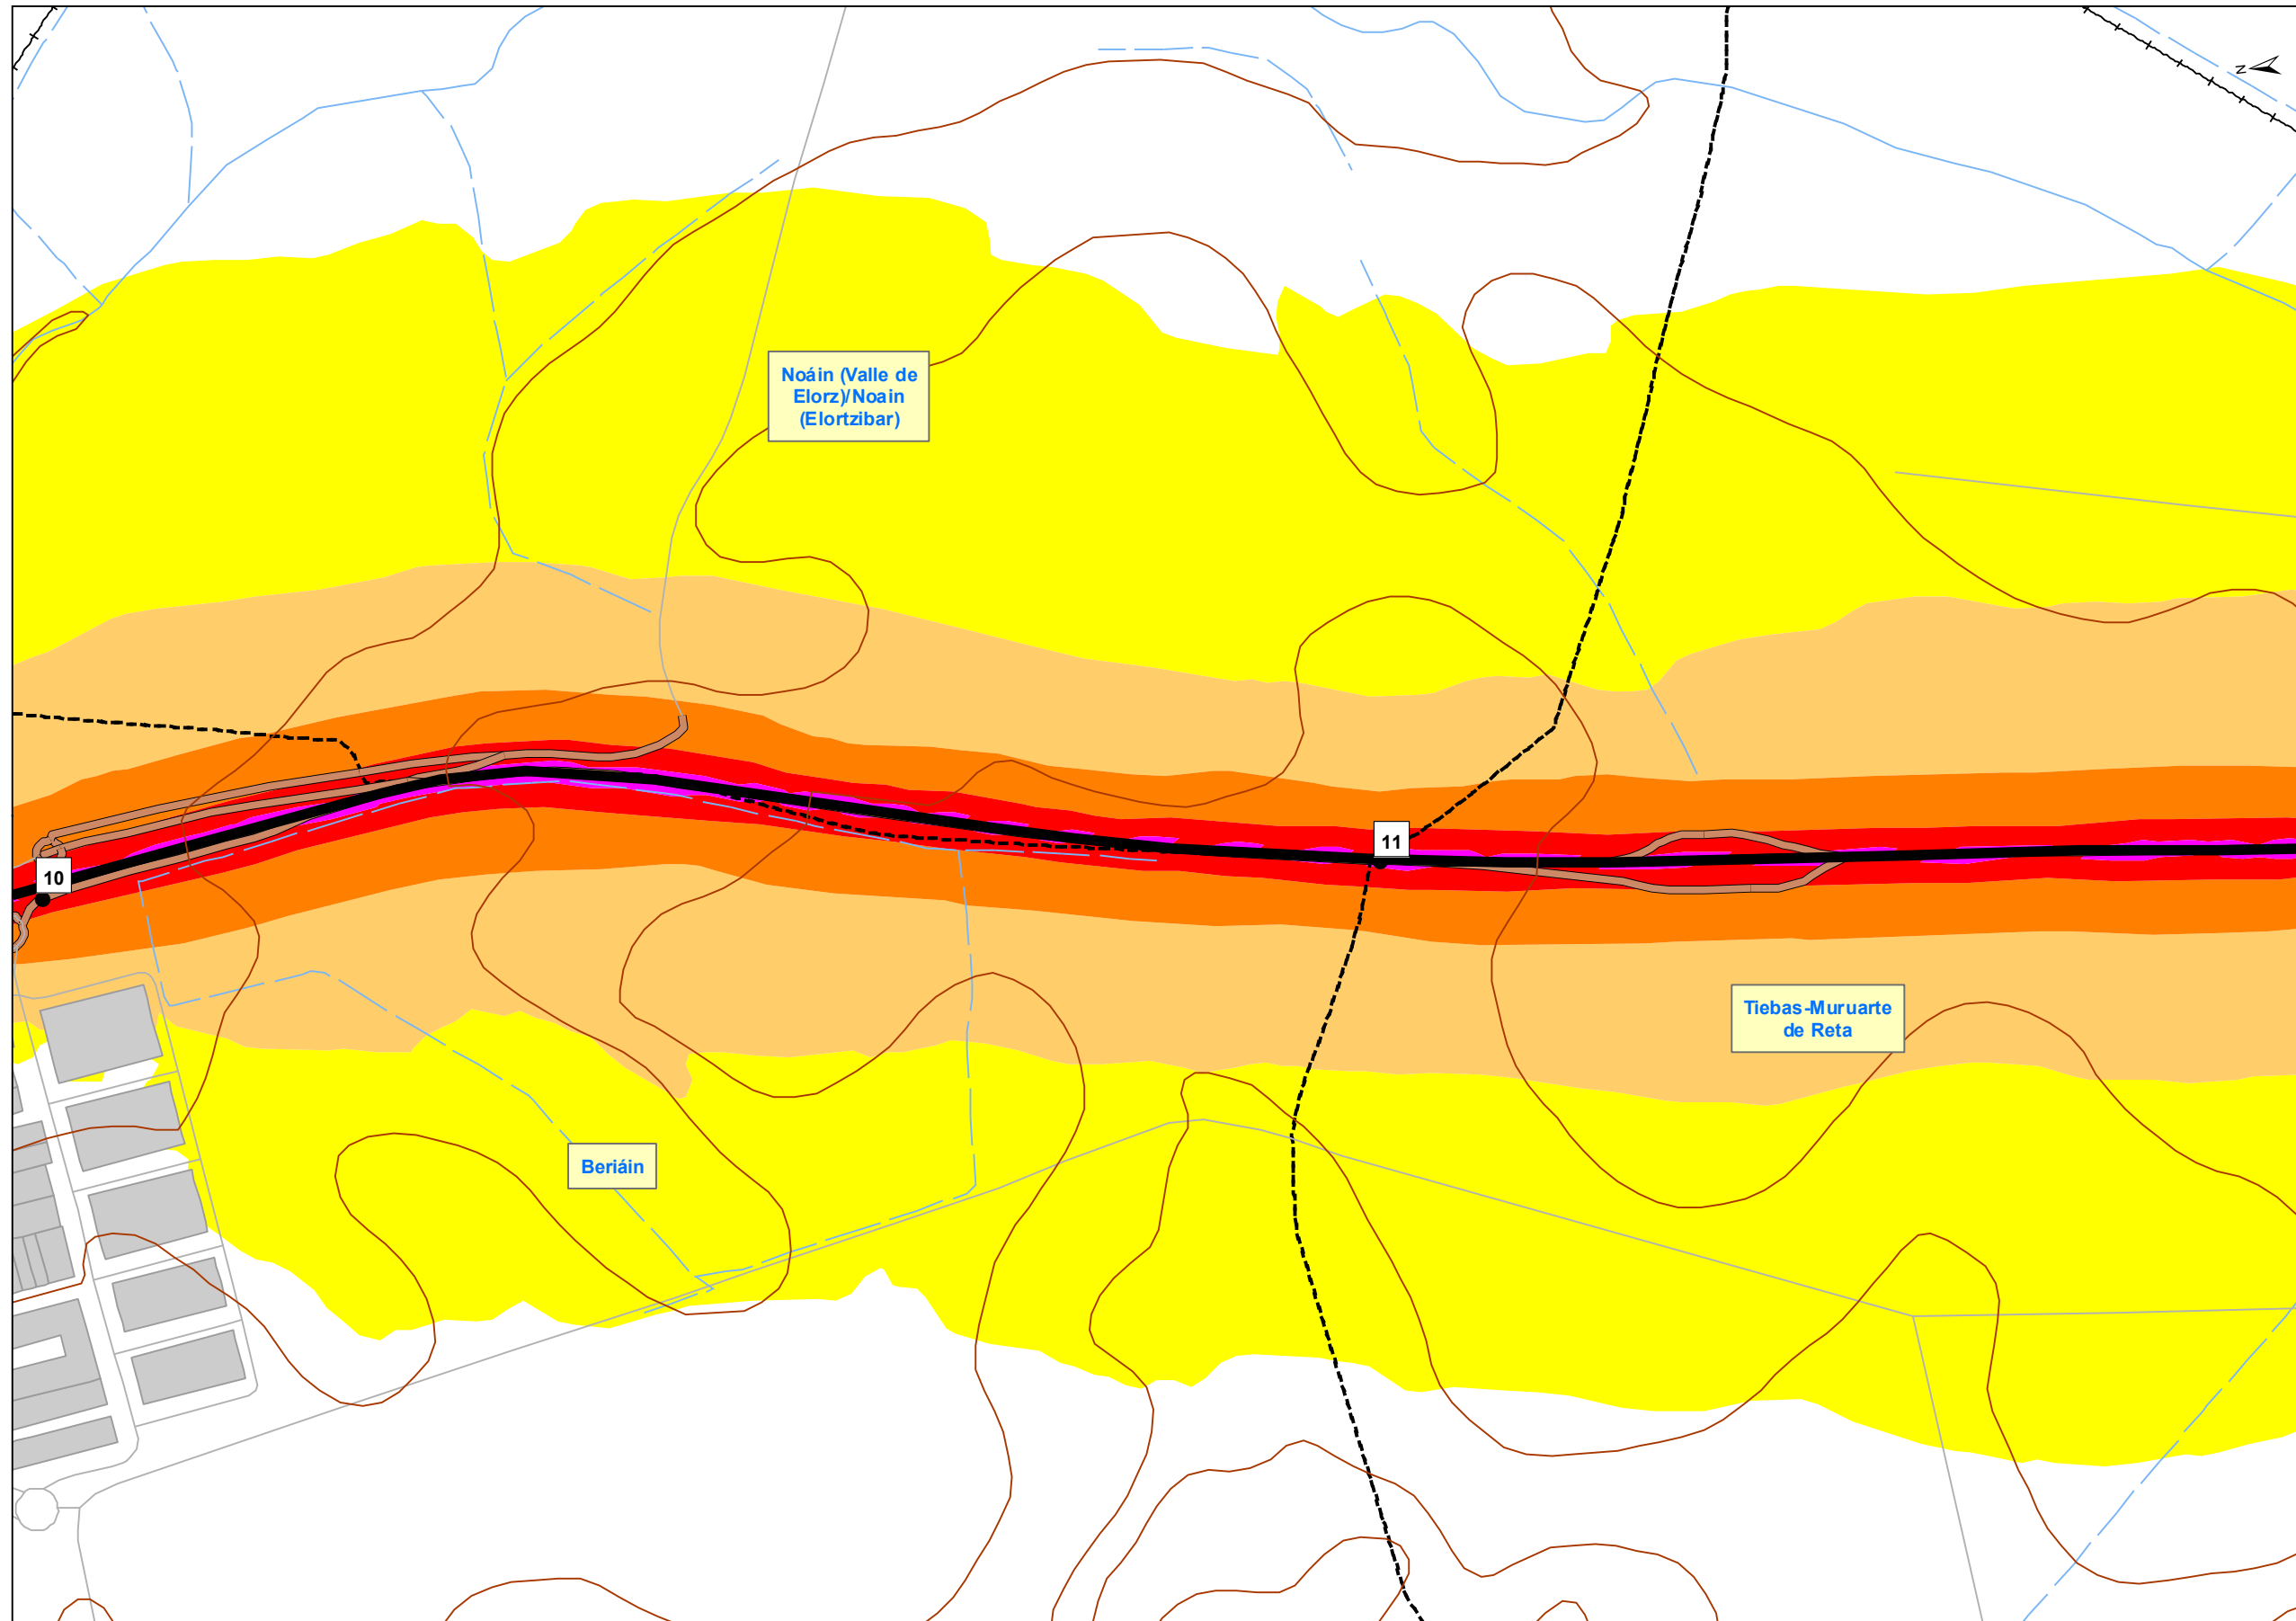 N
Noáin (Valle de
Elorz)/Noain
(Elortzibar)
11
10
Tiebas-Muruarte
de Reta
Beriáin